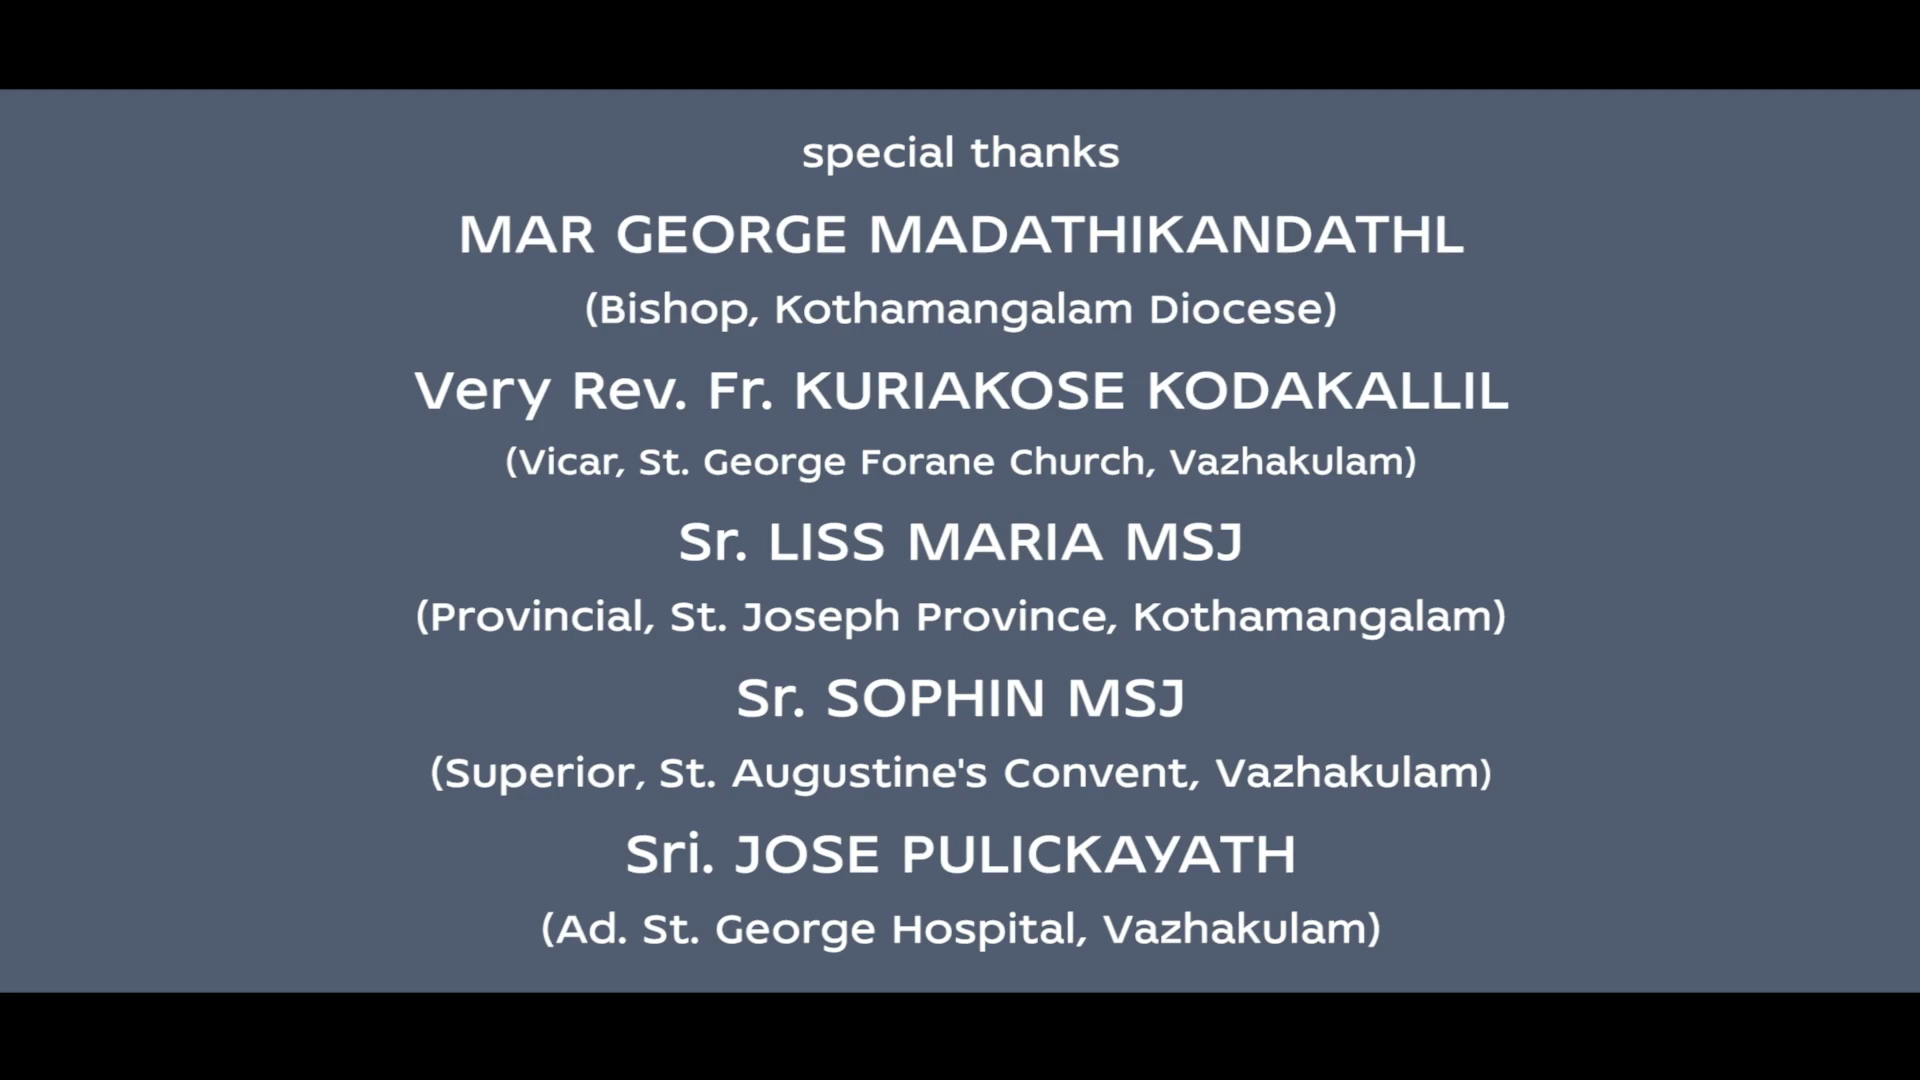 special thanks
MAR GEORGE MADATHIKANDATHL
(Bishop, Kothamangalam Diocese)
Very Rev. Fr. KURIAKOSE KODAKALLIL
(Vicar, St. George Forane Church, Vazhakulam)
Sr. LISS MARIA MSJ
(Provincial, St. Joseph Province, Kothamangalam)
Sr. SOPHIN MSJ
(Superior, St. Augustine's Convent, Vazhakulam)
Sri. JOSE PULICKAYATH
(Ad. St. George Hospital, Vazhakulam)